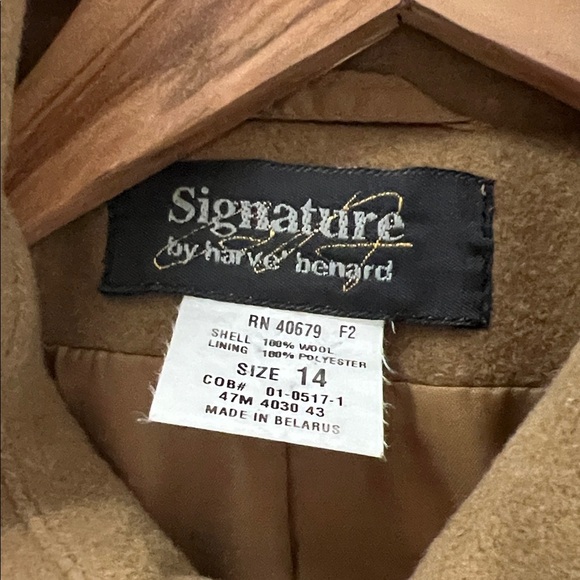 Signature
by harve' benard
RN 40679 F2
SHELL 100% WOOL
LINING 100% POLYESTER
SIZE 14
COB# 01-0517-1
47M 4030 43
MADE IN BELARUS